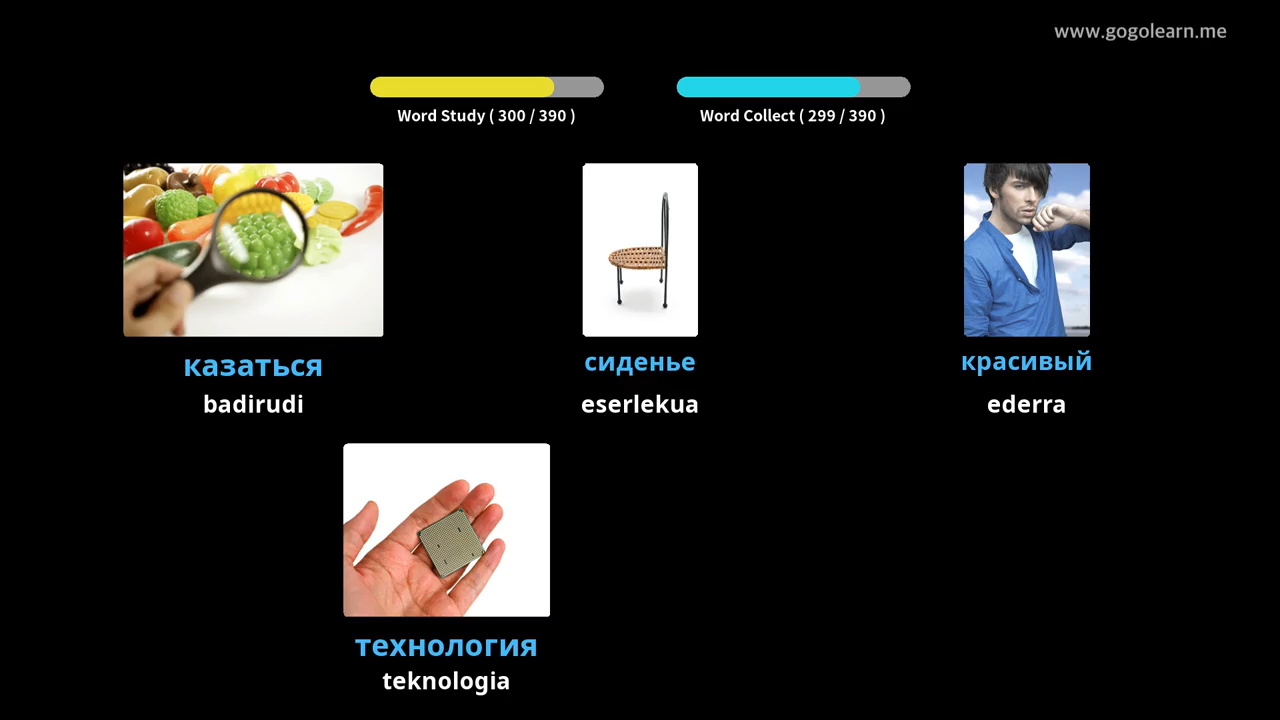 www.gogolearn.me
Word Study ( 300 / 390 )
Word Collect ( 299 / 390 )
казаться
badirudi
сиденье
eserlekua
красивый
ederra
технология
teknologia